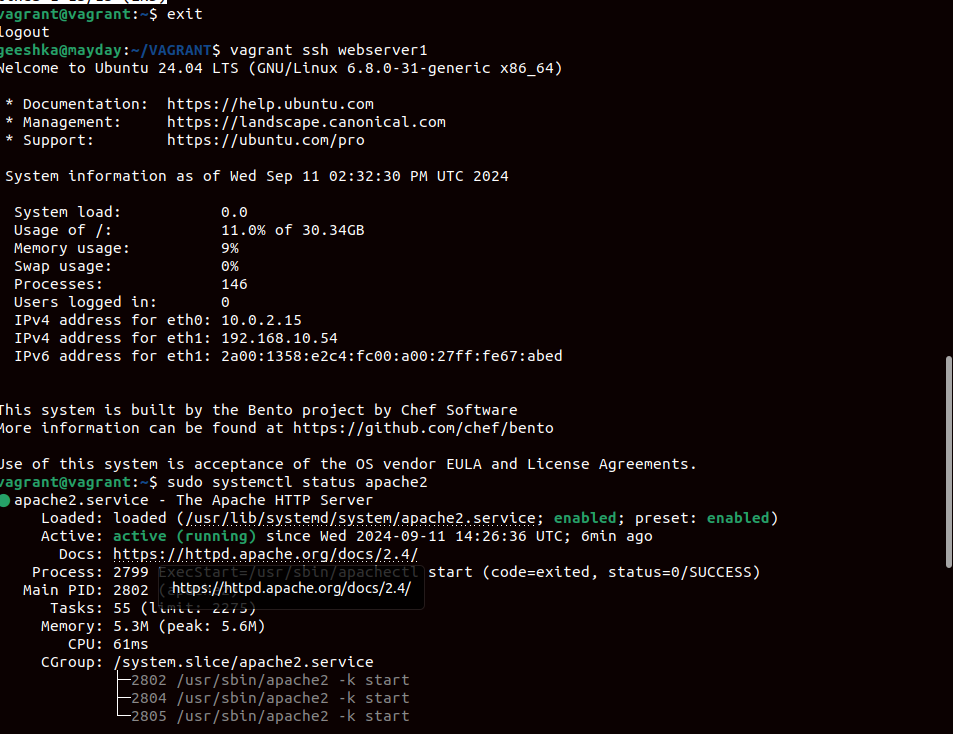 vagrant@vagrant:~$ exit
logout
geeshka@mayday:~/VAGRANT$ vagrant ssh webserver1
Welcome to Ubuntu 24.04 LTS (GNU/Linux 6.8.0-31-generic x86_64)
* Documentation: https://help.ubuntu.com
* Management: https://landscape.canonical.com
* Support: https://ubuntu.com/pro
System information as of Wed Sep 11 02:32:30 PM UTC 2024
System load: 0.0
Usage of /: 11.0% of 30.34GB
Memory usage: 9%
Swap usage: 0%
Processes: 146
Users logged in: 0
IPv4 address for eth0: 10.0.2.15
IPv4 address for eth1: 192.168.10.54
IPv6 address for eth1: 2a00:1358:e2c4:fc00:a00:27ff:fe67:abed
This system is built by the Bento project by Chef Software
More information can be found at https://github.com/chef/bento
Use of this system is acceptance of the OS vendor EULA and License Agreements.
vagrant@vagrant:~$ sudo systemctl status apache2
● apache2.service - The Apache HTTP Server
Loaded: loaded (/usr/lib/systemd/system/apache2.service; enabled; preset: enabled)
Active: active (running) since Wed 2024-09-11 14:26:36 UTC; 6min ago
Docs: https://httpd.apache.org/docs/2.4/
Process: 2799 ExecStart=/usr/sbin/apachectl start (code=exited, status=0/SUCCESS)
Main PID: 2802
https://httpd.apache.org/docs/2.4/
Tasks: 55 (limit: 2275)
Memory: 5.3M (peak: 5.6M)
CPU: 61ms
CGroup: /system.slice/apache2.service
├─2802 /usr/sbin/apache2 -k start
├─2804 /usr/sbin/apache2 -k start
└─2805 /usr/sbin/apache2 -k start